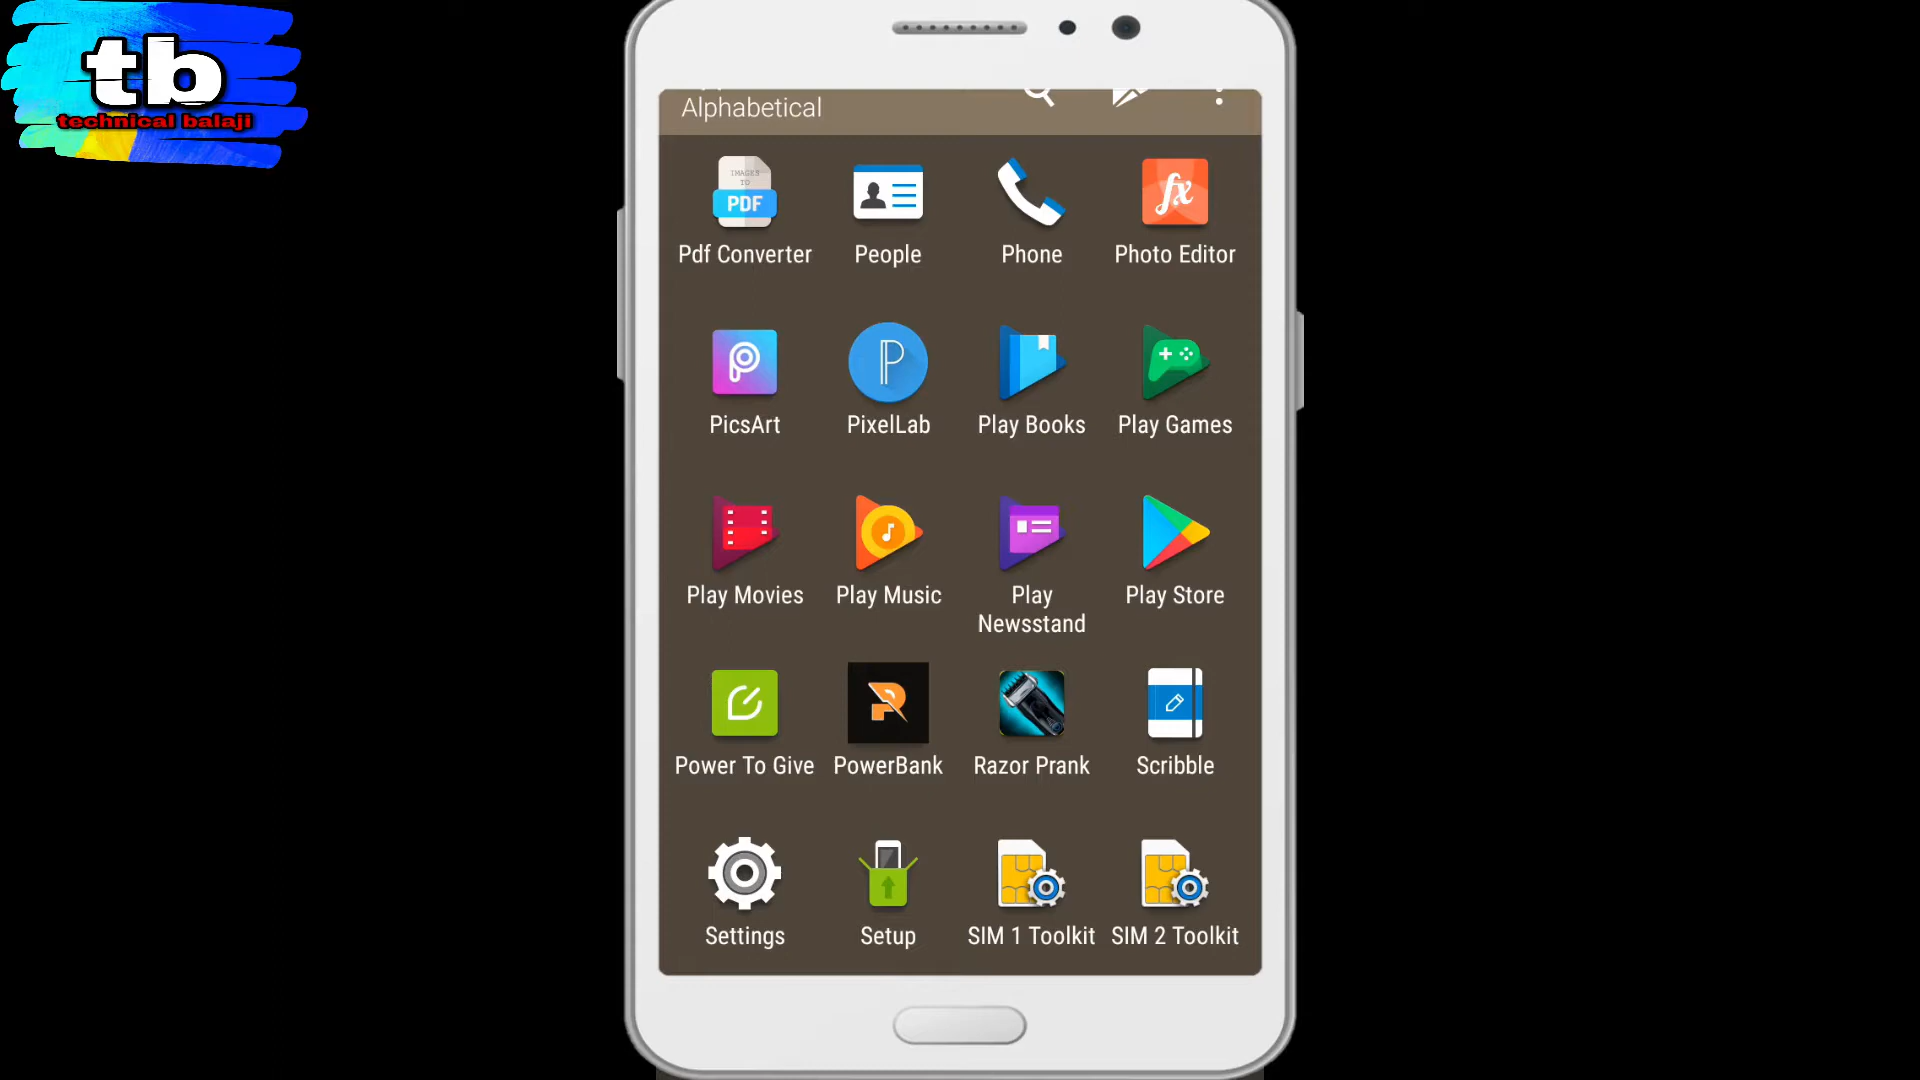 tb
technical balaji
Alphabetical
IMAGES
TO
PDF
fx
Pdf Converter People Phone Photo Editor
PicsArt PixelLab Play Books Play Games
Play Movies Play Music Play Newsstand Play Store
Power To Give PowerBank Razor Prank Scribble
Settings Setup SIM 1 Toolkit SIM 2 Toolkit